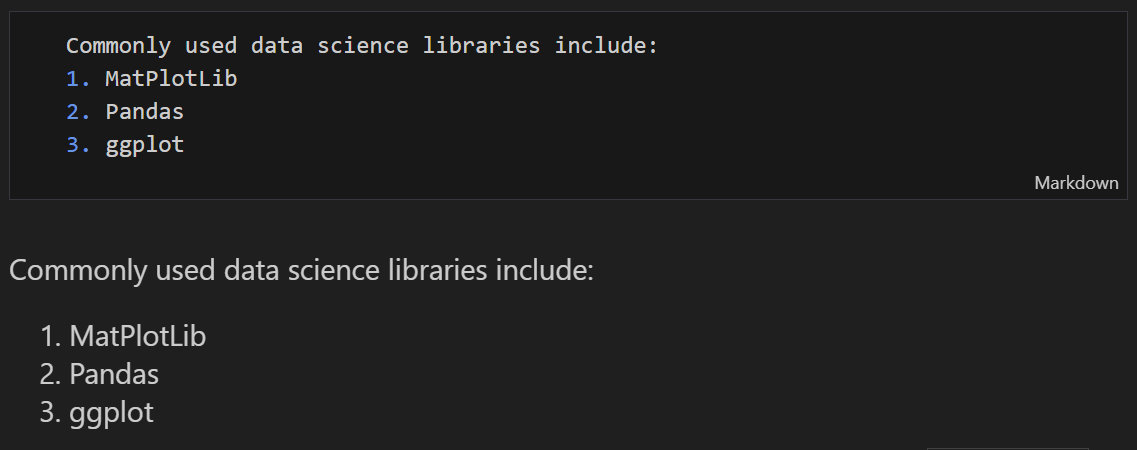 Commonly used data science libraries include:
1. MatPlotLib
2. Pandas
3. ggplot
Markdown
Commonly used data science libraries include:
1. MatPlotLib
2. Pandas
3. ggplot